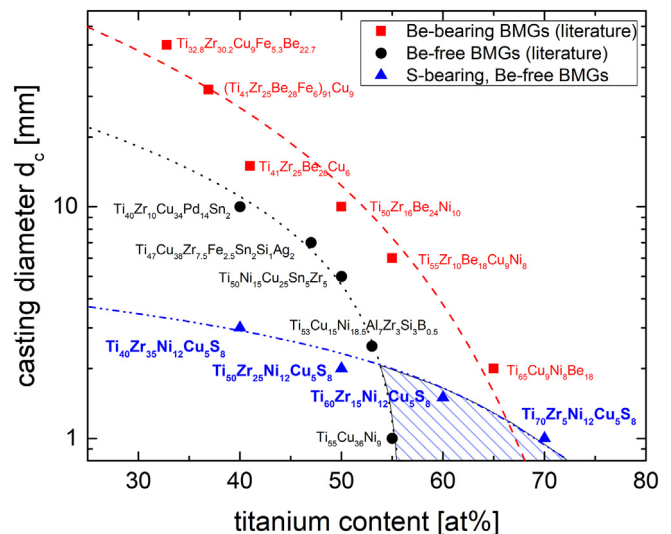 Be-bearing BMGs (literature)
Be-free BMGs (literature)
S-bearing, Be-free BMGs
Ti32.8Zr30.2Cu9Fe5.3Be22.7
(Ti41Zr25Be28Fe6)91Cu9
Ti41Zr25Be28Cu6
Ti40Zr10Cu34Pd14Sn2
Ti50Zr16Be24Ni10
Ti47Cu38Zr7.5Fe2.5Sn2Si1Ag2
Ti55Zr10Be18Cu9Ni8
Ti50Ni15Cu25Sn5Zr5
Ti53Cu15Ni18.5Al7Zr3Si3B0.5
Ti40Zr35Ni12Cu5S8
Ti50Zr25Ni12Cu5S8
Ti65Cu9Ni8Be18
Ti60Zr15Ni12Cu5S8
Ti70Zr5Ni12Cu5S8
Ti55Cu36Ni9
10
1
casting diameter dc [mm]
30 40 50 60 70 80
titanium content [at%]